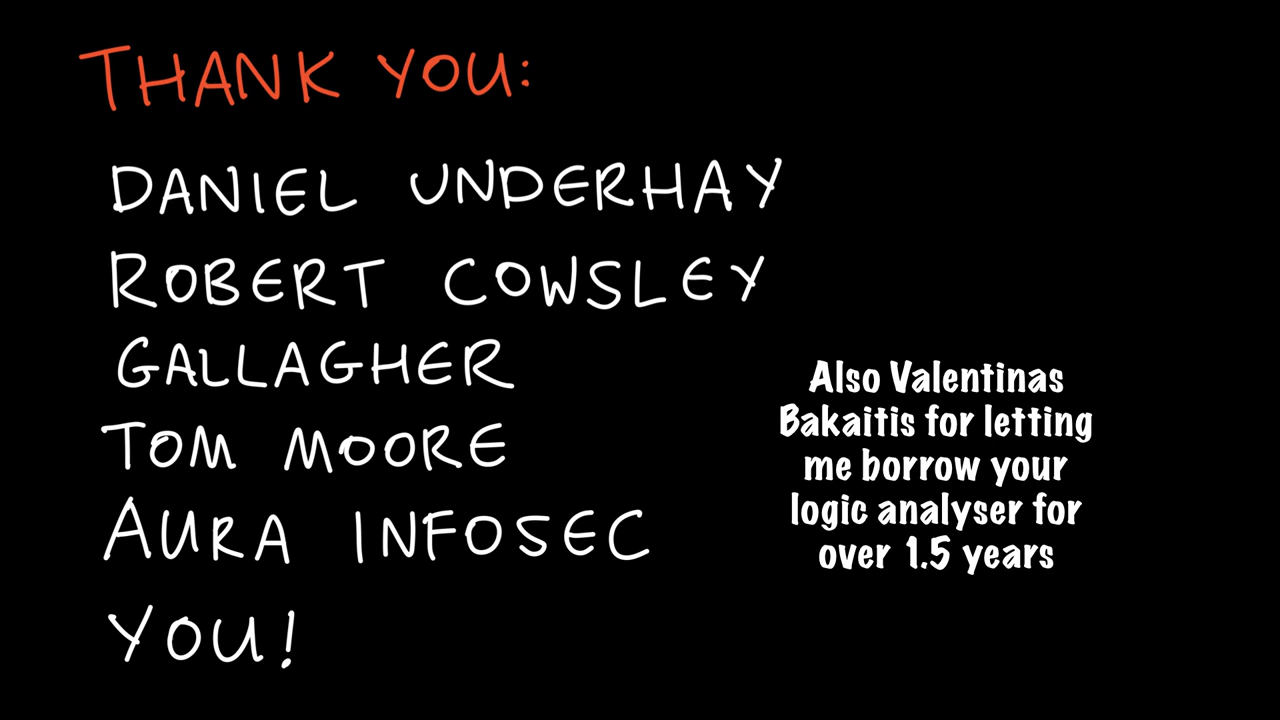 THANK YOU:
DANIEL UNDERHAY
ROBERT COWSLEY
GALLAGHER
TOM MOORE
AURA INFOSEC
YOU!
Also Valentinas
Bakaitis for letting
me borrow your
logic analyser for
over 1.5 years